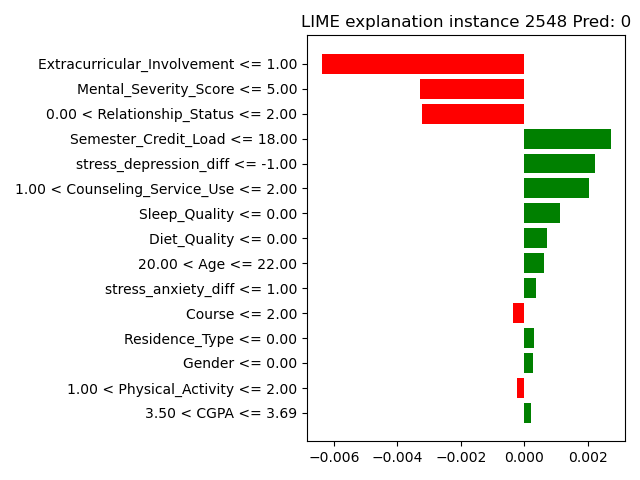 LIME explanation instance 2548 Pred: 0
Extracurricular_Involvement <= 1.00
Mental_Severity_Score <= 5.00
0.00 < Relationship_Status <= 2.00
Semester_Credit_Load <= 18.00
stress_depression_diff <= -1.00
1.00 < Counseling_Service_Use <= 2.00
Sleep_Quality <= 0.00
Diet_Quality <= 0.00
20.00 < Age <= 22.00
stress_anxiety_diff <= 1.00
Course <= 2.00
Residence_Type <= 0.00
Gender <= 0.00
1.00 < Physical_Activity <= 2.00
3.50 < CGPA <= 3.69
−0.006 −0.004 −0.002 0.000 0.002